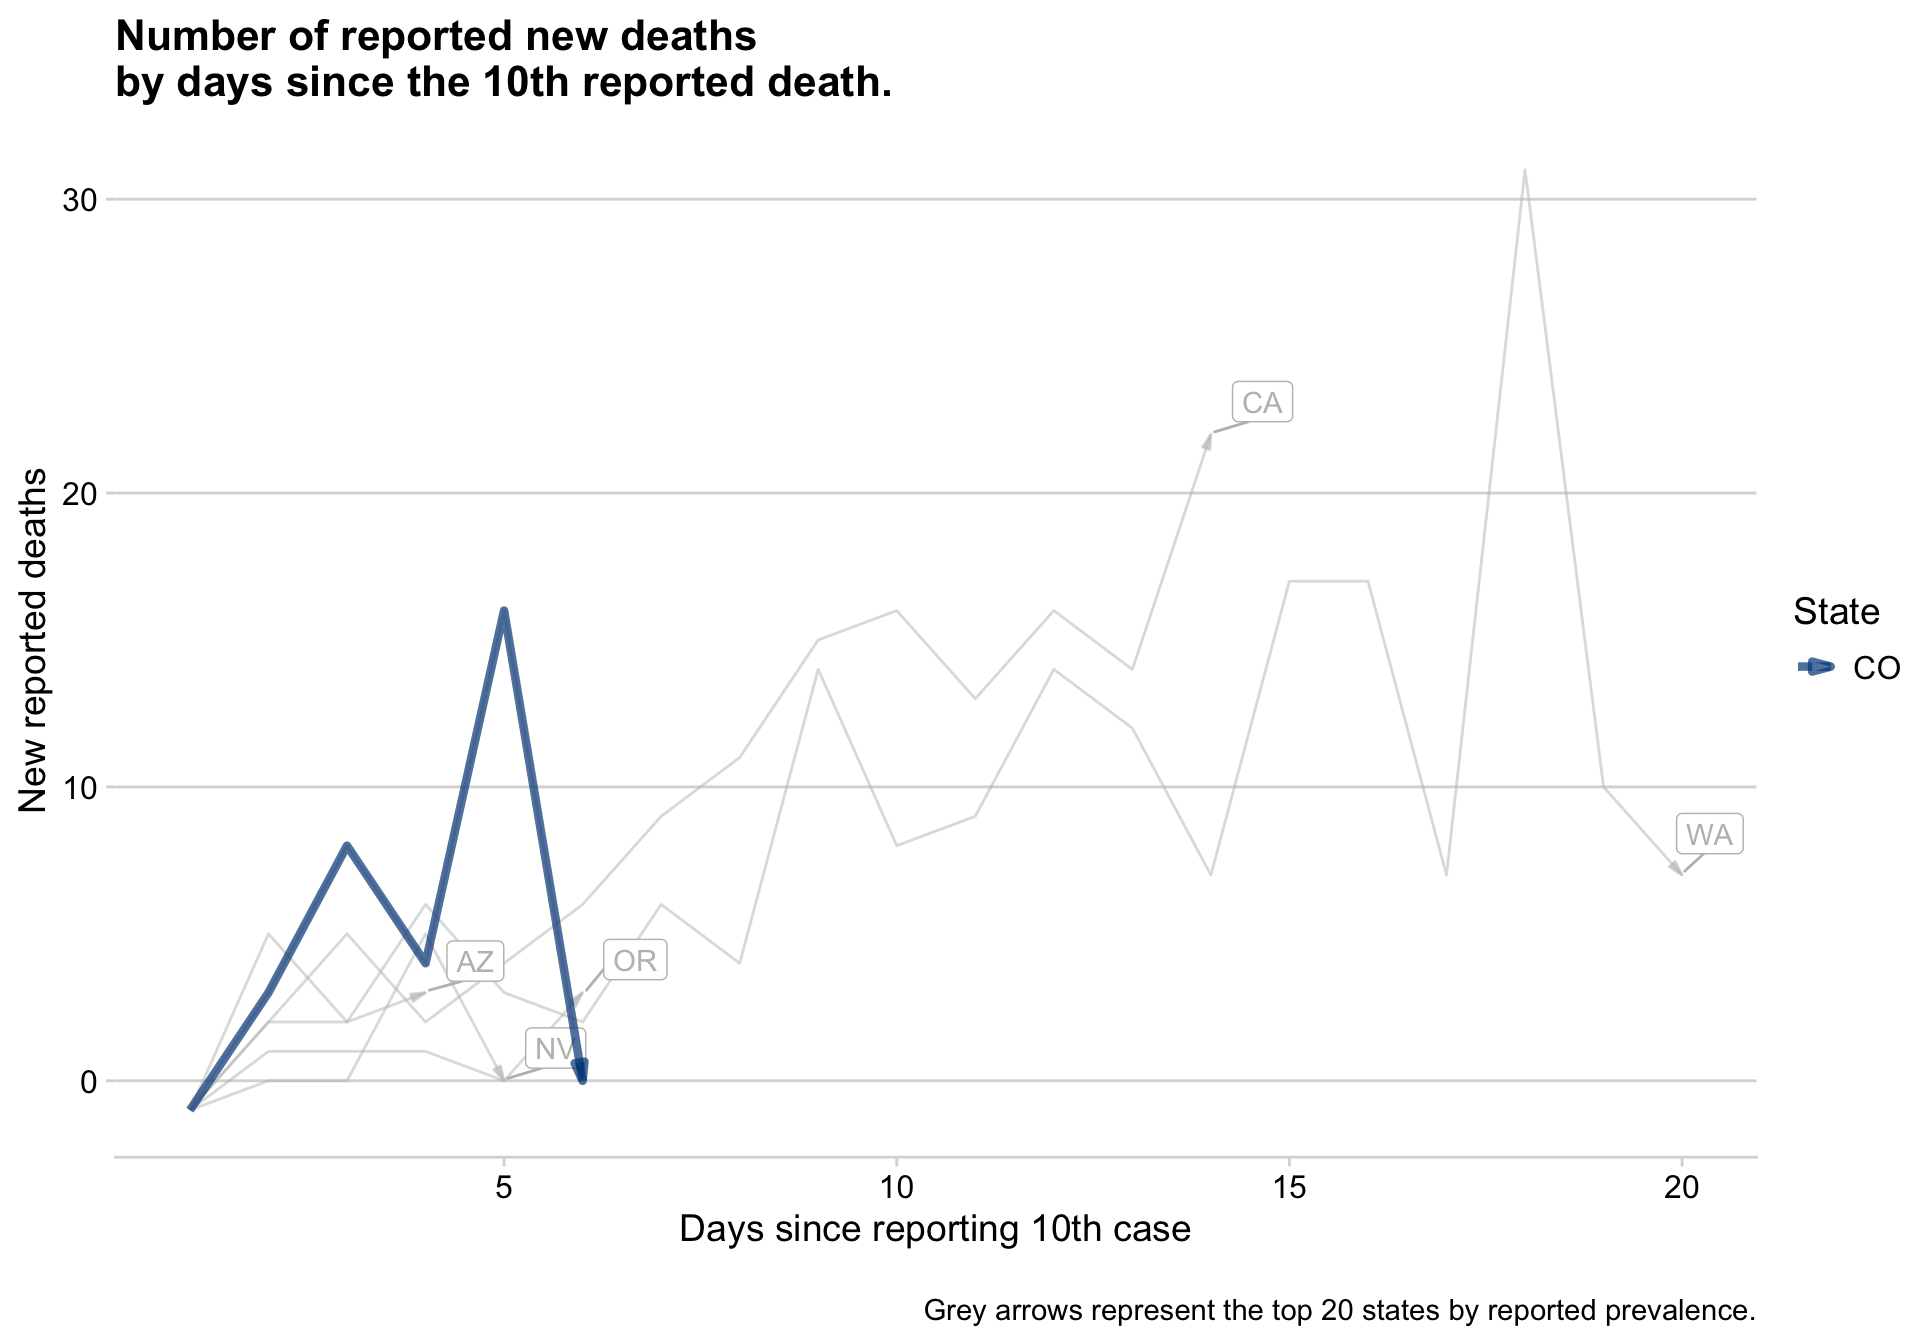 Number of reported new deaths
by days since the 10th reported death.
30
20
10
0
New reported deaths
CA
WA
AZ
OR
NV
State
CO
5
10
15
20
Days since reporting 10th case
Grey arrows represent the top 20 states by reported prevalence.